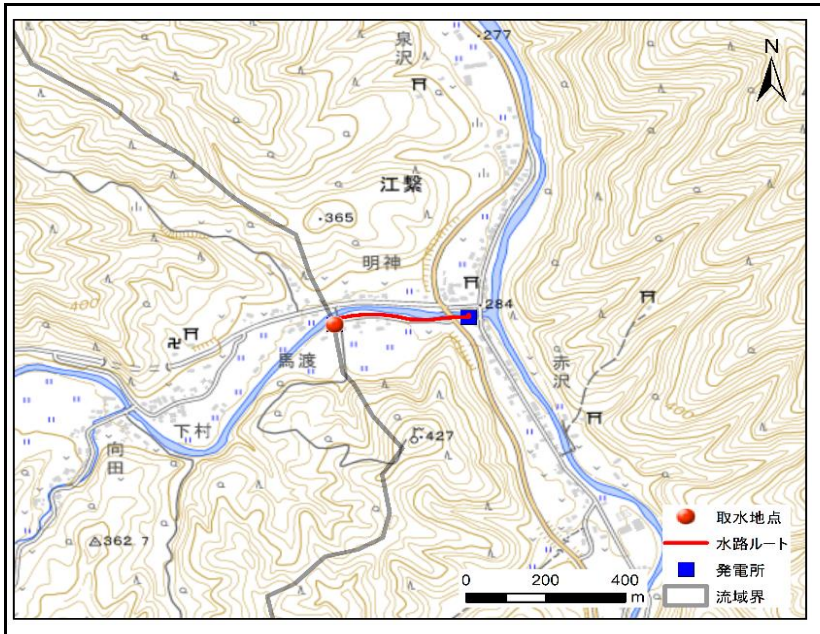 泉沢
277
N
江繋
365
明神
284
400
馬渡
赤沢
下村
427
400
向田
362.7
取水地点
水路ルート
発電所
流域界
0 200 400
m